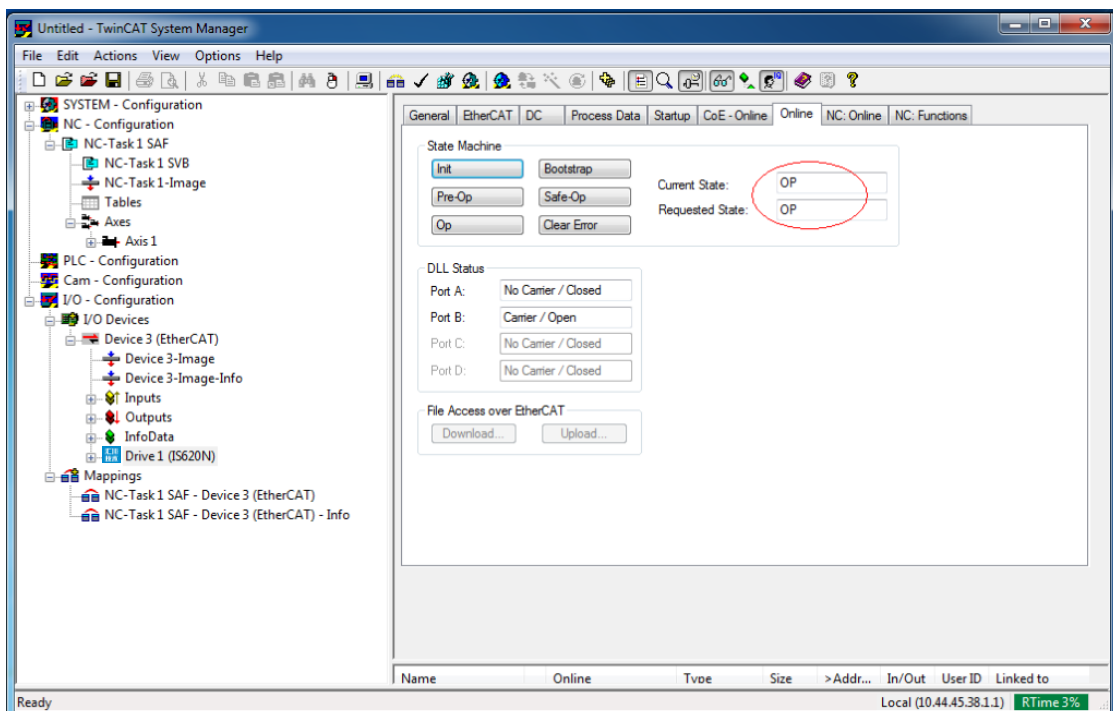 Untitled - TwinCAT System Manager
File Edit Actions View Options Help
SYSTEM - Configuration
NC - Configuration
NC-Task 1 SAF
NC-Task 1 SVB
NC-Task 1-Image
Tables
Axes
Axis 1
PLC - Configuration
Cam - Configuration
I/O - Configuration
I/O Devices
Device 3 (EtherCAT)
Device 3-Image
Device 3-Image-Info
Inputs
Outputs
InfoData
Drive 1 (IS620N)
Mappings
NC-Task 1 SAF - Device 3 (EtherCAT)
NC-Task 1 SAF - Device 3 (EtherCAT) - Info
General EtherCAT DC Process Data Startup CoE - Online Online NC: Online NC: Functions
State Machine
Init Bootstrap
Pre-Op Safe-Op
Op Clear Error
Current State: OP
Requested State: OP
DLL Status
Port A: No Carrier / Closed
Port B: Carrier / Open
Port C: No Carrier / Closed
Port D: No Carrier / Closed
File Access over EtherCAT
Download... Upload...
Name Online Type Size >Addr... In/Out User ID Linked to
Ready Local (10.44.45.38.1.1) RTime 3%